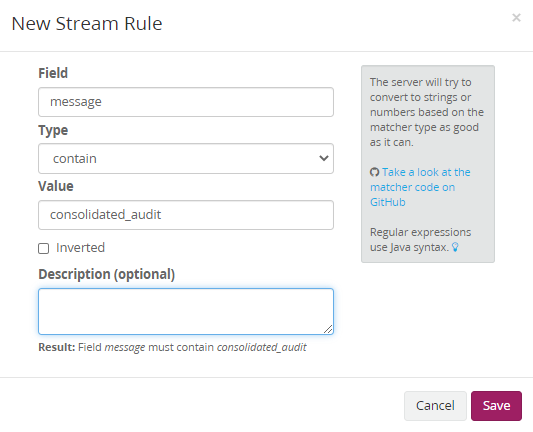 New Stream Rule
×
Field
message
Type
contain
Value
consolidated_audit
Inverted
Description (optional)
Result: Field message must contain consolidated_audit
The server will try to
convert to strings or
numbers based on the
matcher type as good
as it can.
Take a look at the
matcher code on
GitHub
Regular expressions
use Java syntax.
Cancel
Save